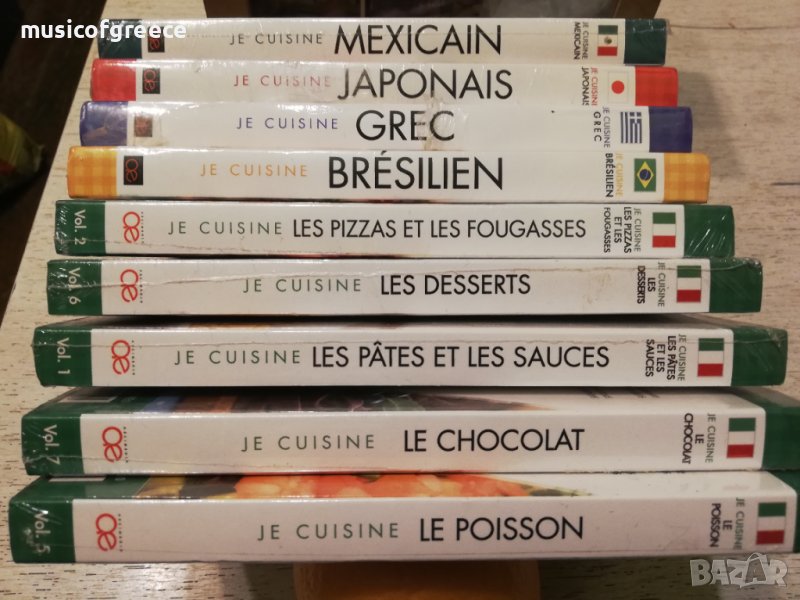 musicofgreece
JE CUISINE MEXICAIN
JE CUISINE
MEXICAIN
JE CUISINE JAPONAIS
JE CUISINE
JAPONAIS
JE CUISINE GREC
JE CUISINE
GREC
JE CUISINE BRÉSILIEN
JE CUISINE
BRÉSILIEN
Vol. 2
JE CUISINE LES PIZZAS ET LES FOUGASSES
JE CUISINE
LES PIZZAS
ET LES
FOUGASSES
Vol. 6
JE CUISINE LES DESSERTS
JE CUISINE
LES
DESSERTS
Vol. 1
JE CUISINE LES PÂTES ET LES SAUCES
JE CUISINE
LES PÂTES
ET LES
SAUCES
Vol. 7
JE CUISINE LE CHOCOLAT
JE CUISINE
LE
CHOCOLAT
Vol. 5
JE CUISINE LE POISSON
JE CUISINE
LE
POISSON
BAZAR